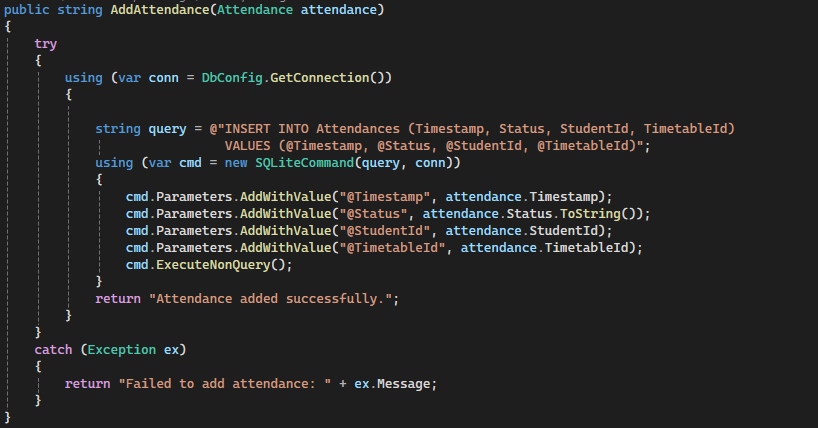 public string AddAttendance(Attendance attendance)
{
    try
    {
        using (var conn = DbConfig.GetConnection())
        {

            string query = @"INSERT INTO Attendances (Timestamp, Status, StudentId, TimetableId)
                             VALUES (@Timestamp, @Status, @StudentId, @TimetableId)";
            using (var cmd = new SQLiteCommand(query, conn))
            {
                cmd.Parameters.AddWithValue("@Timestamp", attendance.Timestamp);
                cmd.Parameters.AddWithValue("@Status", attendance.Status.ToString());
                cmd.Parameters.AddWithValue("@StudentId", attendance.StudentId);
                cmd.Parameters.AddWithValue("@TimetableId", attendance.TimetableId);
                cmd.ExecuteNonQuery();
            }
            return "Attendance added successfully.";
        }
    }
    catch (Exception ex)
    {
        return "Failed to add attendance: " + ex.Message;
    }
}